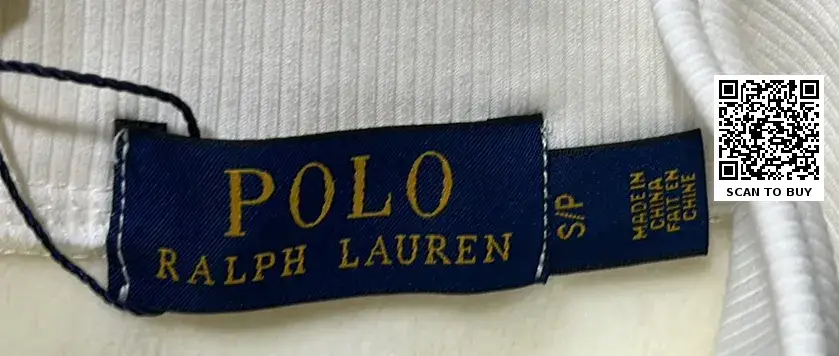 POLO
RALPH LAUREN
S/P
MADE IN
CHINA
FAIT EN
CHINE
SCAN TO BUY